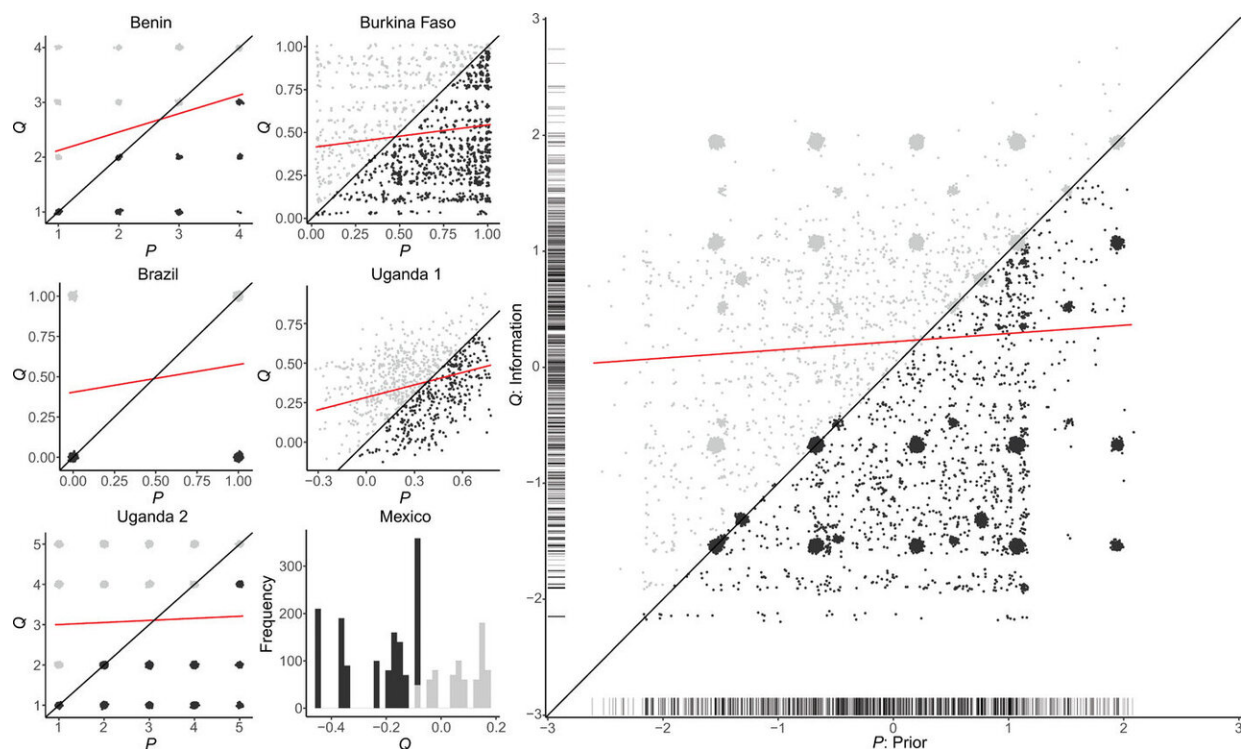 Benin
4
3
2
1
Q
1 2 3 4
P
Burkina Faso
1.00
0.75
0.50
0.25
0.00
Q
0.00 0.25 0.50 0.75 1.00
P
Brazil
1.00
0.75
0.50
0.25
0.00
Q
0.00 0.25 0.50 0.75 1.00
P
Uganda 1
0.75
0.50
0.25
0.00
Q
−0.3 0.0 0.3 0.6
P
Uganda 2
5
4
3
2
1
Q
1 2 3 4 5
P
Mexico
300
200
100
0
Frequency
−0.4 −0.2 0.0 0.2
Q
3
2
1
0
−1
−2
−3
Q: Information
−3 −2 −1 0 1 2 3
P: Prior